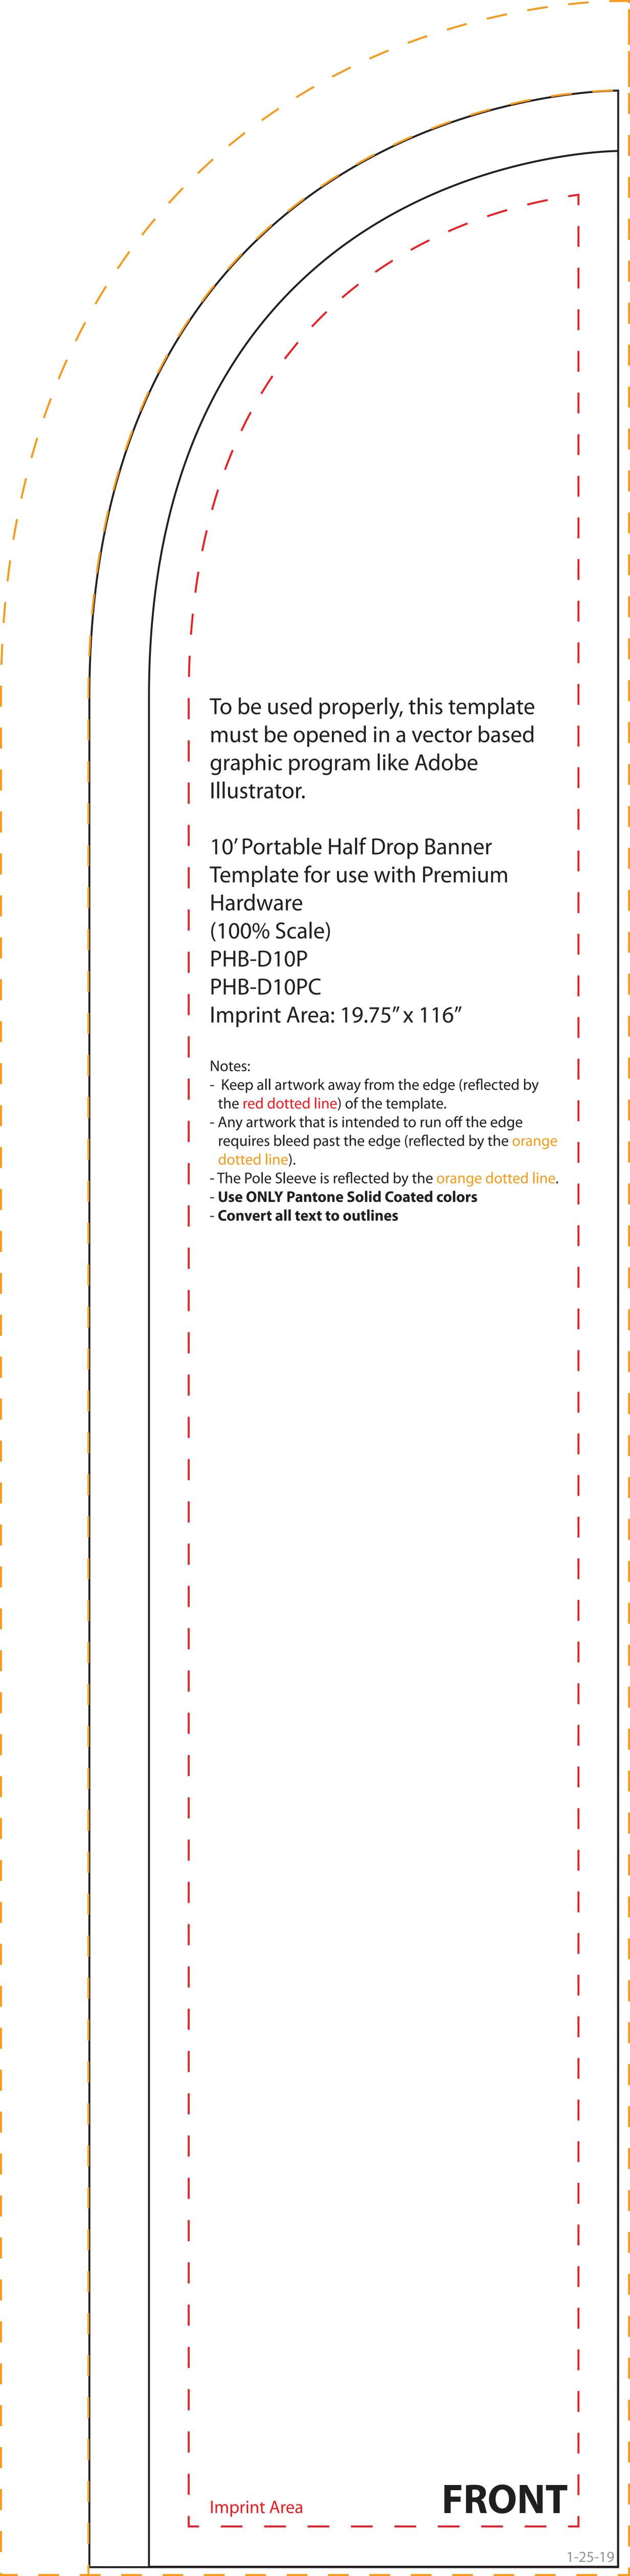 To be used properly, this template
must be opened in a vector based
graphic program like Adobe
Illustrator.
10’ Portable Half Drop Banner
Template for use with Premium
Hardware
(100% Scale)
PHB-D10P
PHB-D10PC
Imprint Area: 19.75” x 116”
Notes:
- Keep all artwork away from the edge (reflected by
the red dotted line) of the template.
- Any artwork that is intended to run off the edge
requires bleed past the edge (reflected by the orange
dotted line).
- The Pole Sleeve is reflected by the orange dotted line.
- Use ONLY Pantone Solid Coated colors
- Convert all text to outlines
Imprint Area
FRONT
1-25-19